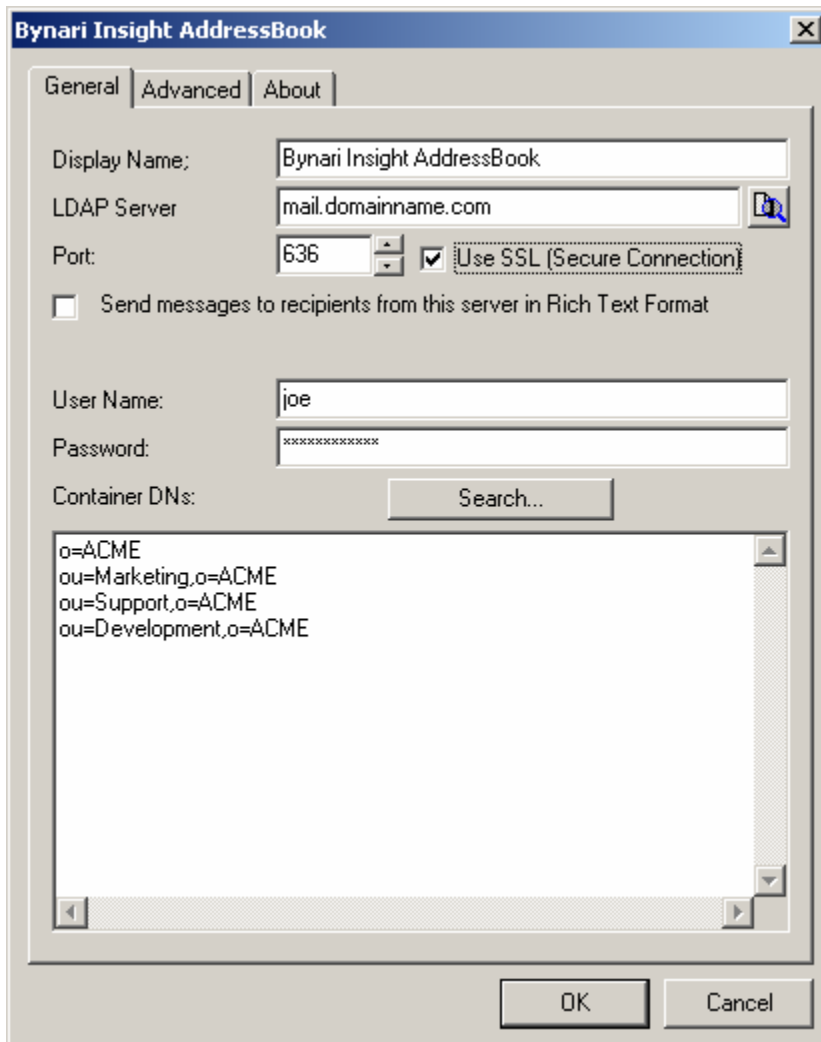 Bynari Insight AddressBook
General Advanced About
Display Name; Bynari Insight AddressBook
LDAP Server mail.domainname.com
Port: 636 Use SSL (Secure Connection)
Send messages to recipients from this server in Rich Text Format
User Name: joe
Password: ************
Container DNs: Search...
o=ACME
ou=Marketing,o=ACME
ou=Support,o=ACME
ou=Development,o=ACME
OK Cancel